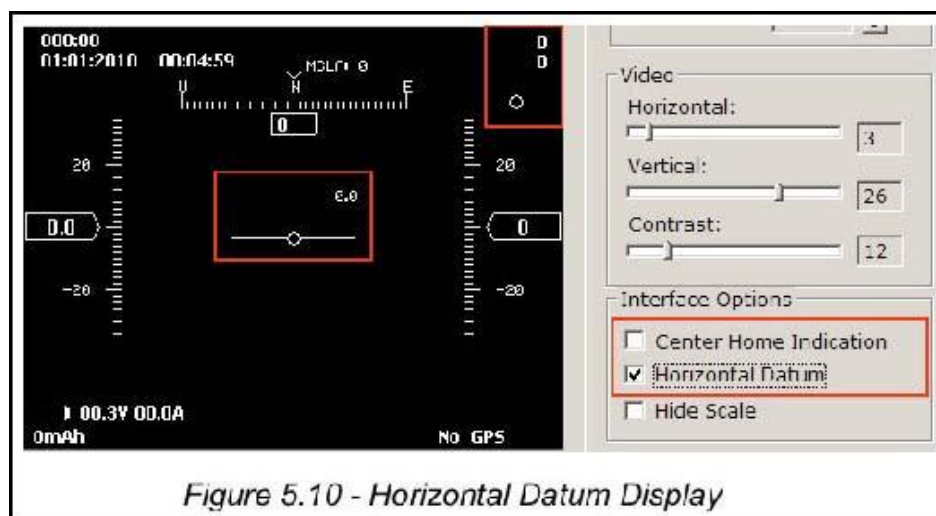 000:00
01:01:2010 00:04:59
D
D
N E
0
20 20
0.0
0
-20 -20
00.3V 00.0A
0mAh
No GPS
Video
Horizontal:
3
Vertical:
26
Contrast:
12
Interface Options
Center Home Indication
Horizontal Datum
Hide Scale
Figure 5.10 - Horizontal Datum Display